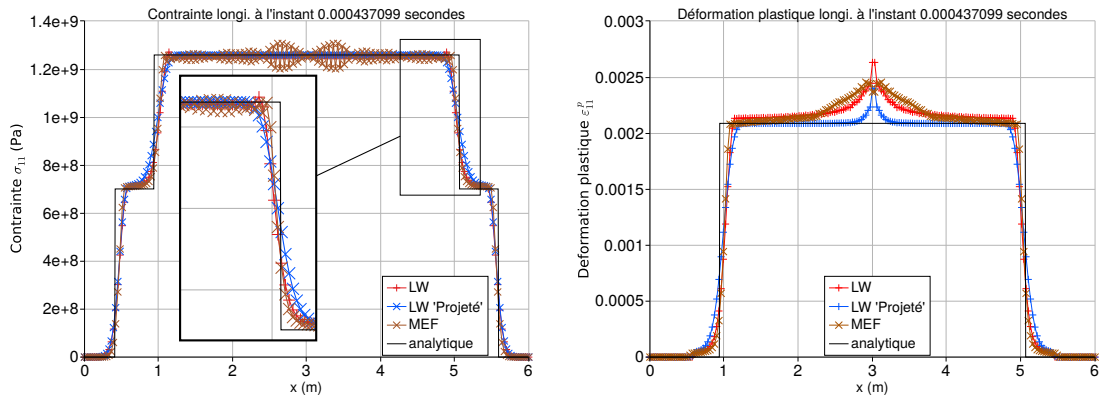 Contrainte longi. à l'instant 0.000437099 secondes
1.4e+9
1.2e+9
1e+9
8e+8
6e+8
4e+8
2e+8
0
Contrainte σ₁₁ (Pa)
LW
LW 'Projeté'
MEF
analytique
0 1 2 3 4 5 6
x (m)
Déformation plastique longi. à l'instant 0.000437099 secondes
0.003
0.0025
0.002
0.0015
0.001
0.0005
0
Déformation plastique ε₁₁ᵖ
LW
LW 'Projeté'
MEF
analytique
0 1 2 3 4 5 6
x (m)